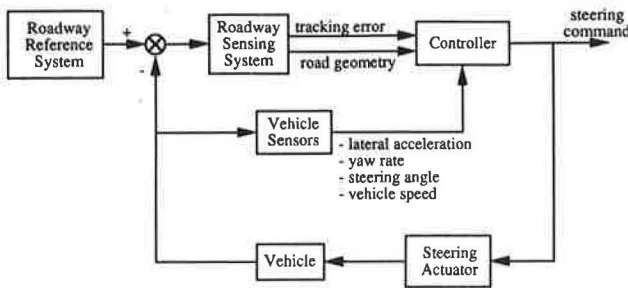 Roadway
Reference
System
+
-
Roadway
Sensing
System
tracking error
road geometry
Controller
steering
command
Vehicle
Sensors
- lateral acceleration
- yaw rate
- steering angle
- vehicle speed
Vehicle
Steering
Actuator